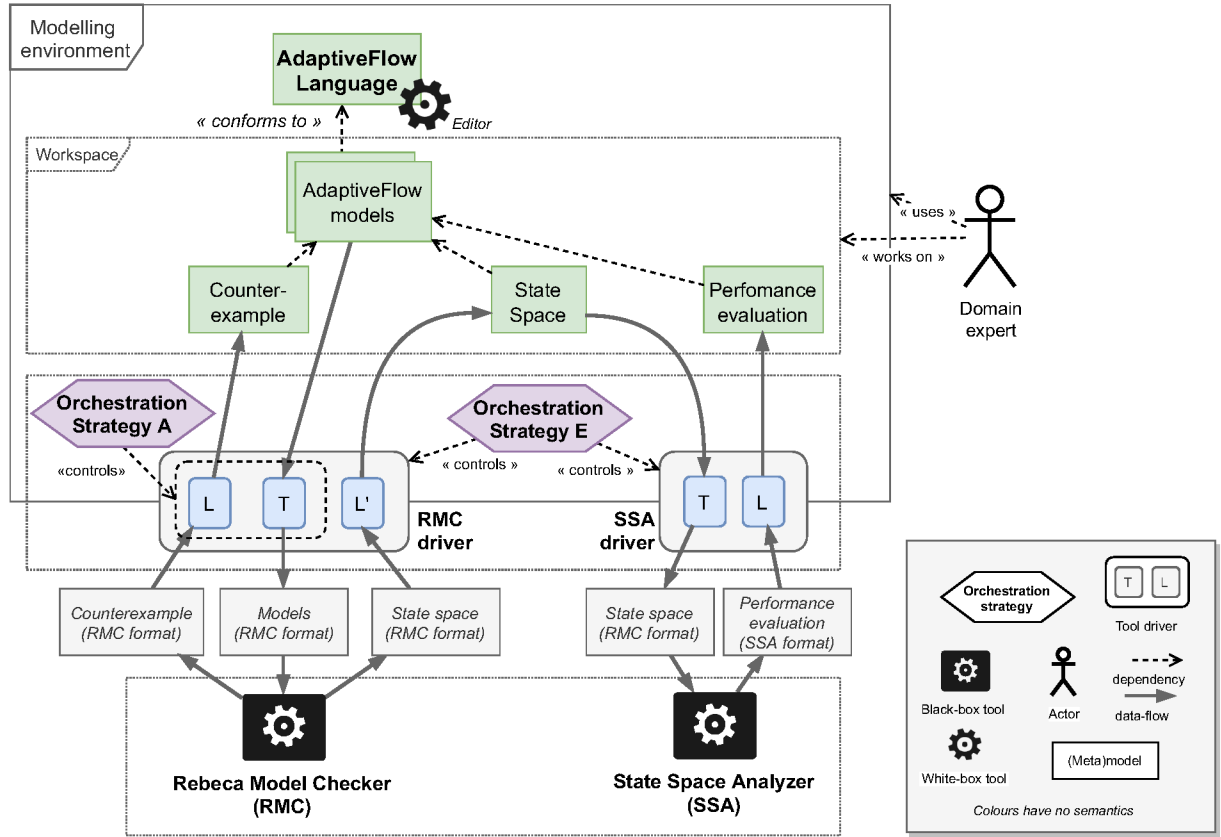 Modelling
environment
AdaptiveFlow
Language
Editor
« conforms to »
Workspace
AdaptiveFlow
models
« uses »
« works on »
Domain
expert
Counter-
example
State
Space
Perfomance
evaluation
Orchestration
Strategy A
Orchestration
Strategy E
«controls»
« controls »
« controls »
L
T
L'
RMC
driver
SSA
driver
T
L
Counterexample
(RMC format)
Models
(RMC format)
State space
(RMC format)
State space
(RMC format)
Performance
evaluation
(SSA format)
Rebeca Model Checker
(RMC)
State Space Analyzer
(SSA)
Orchestration
strategy
T
L
Tool driver
Black-box tool
Actor
dependency
data-flow
White-box tool
(Meta)model
Colours have no semantics